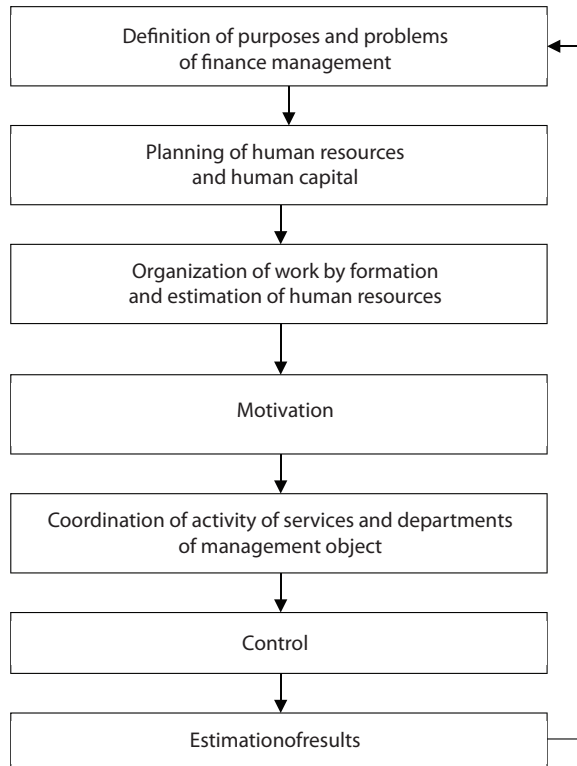 Definition of purposes and problems
of finance management
Planning of human resources
and human capital
Organization of work by formation
and estimation of human resources
Motivation
Coordination of activity of services and departments
of management object
Control
Estimationofresults